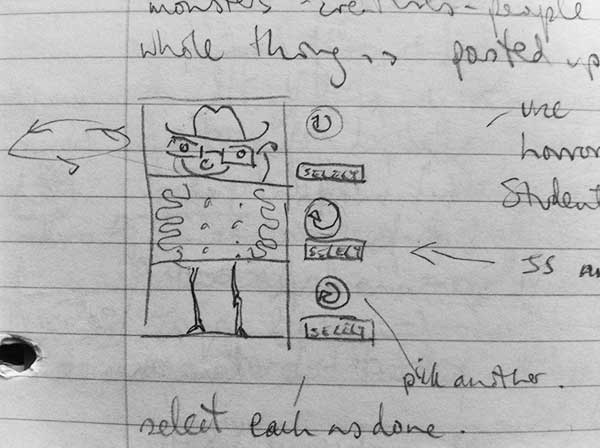 monsters - creatures - people
whole thing is posted up
use
horror
Student
SELECT
SELECT
SS
SELECT
pick another.
select each as done.